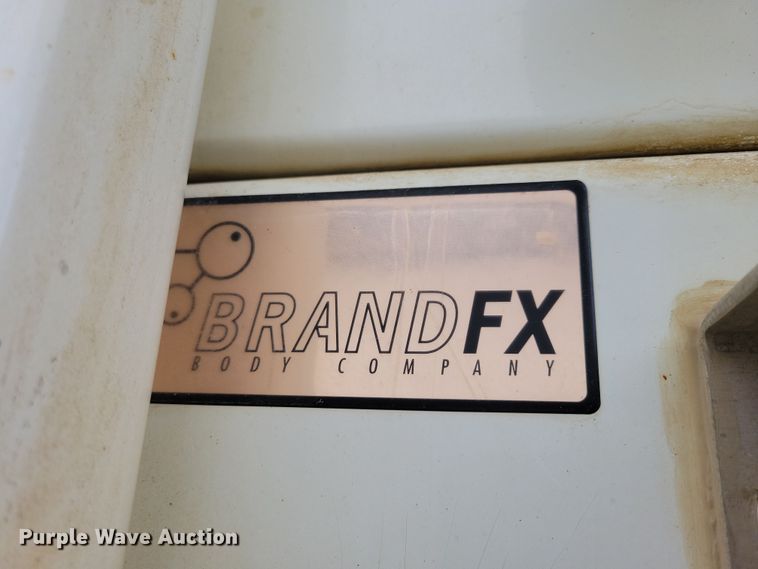 BRANDFX
BODY COMPANY
Purple Wave Auction